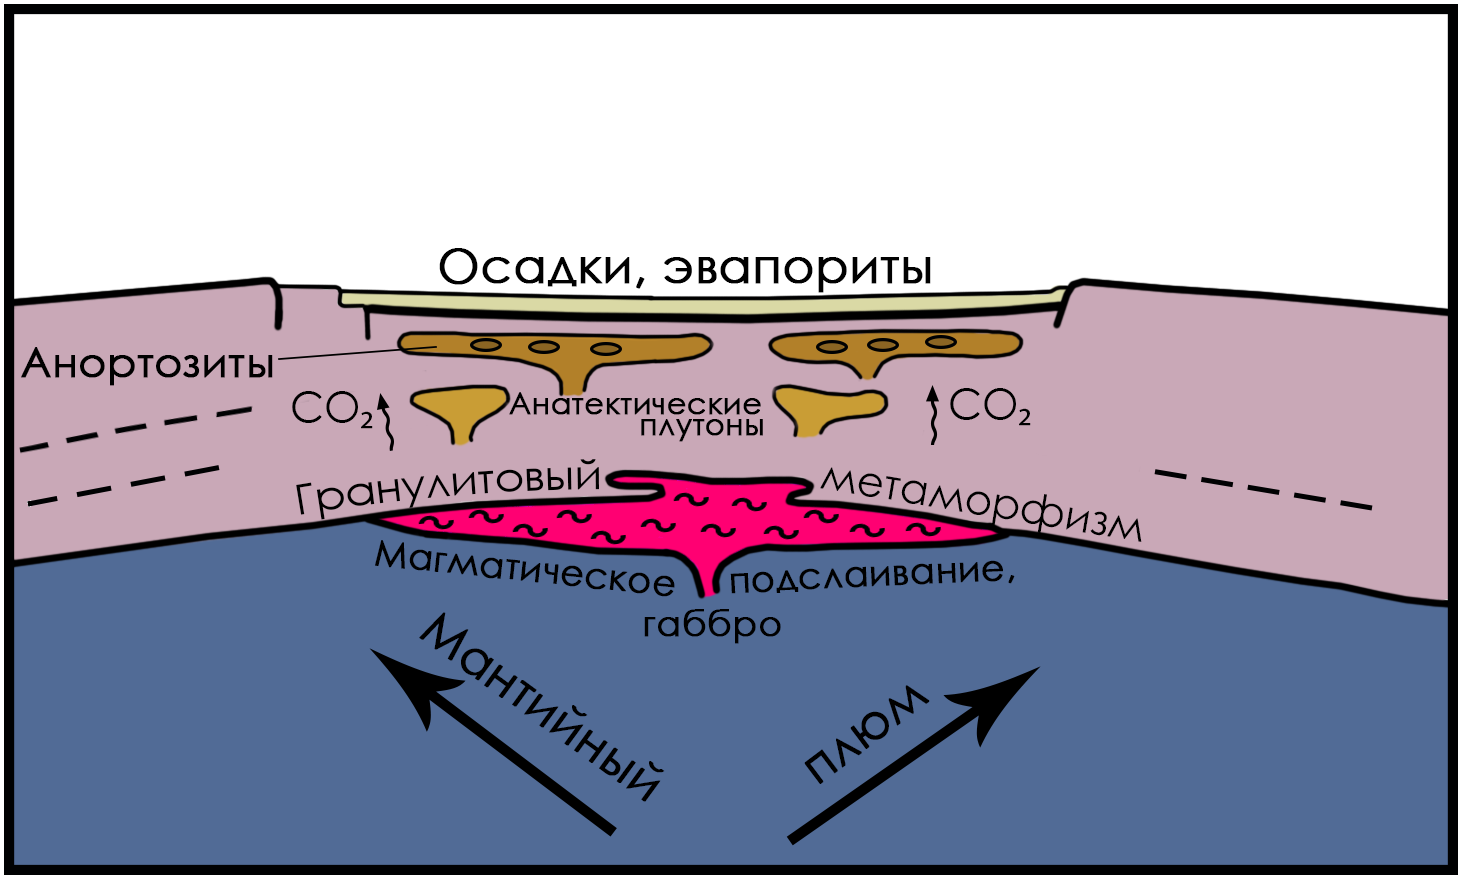 Осадки, эвапориты
Анортозиты
CO₂
Анатектические
плутоны
CO₂
Гранулитовый метаморфизм
Магматическое подслаивание,
габбро
Мантийный плюм